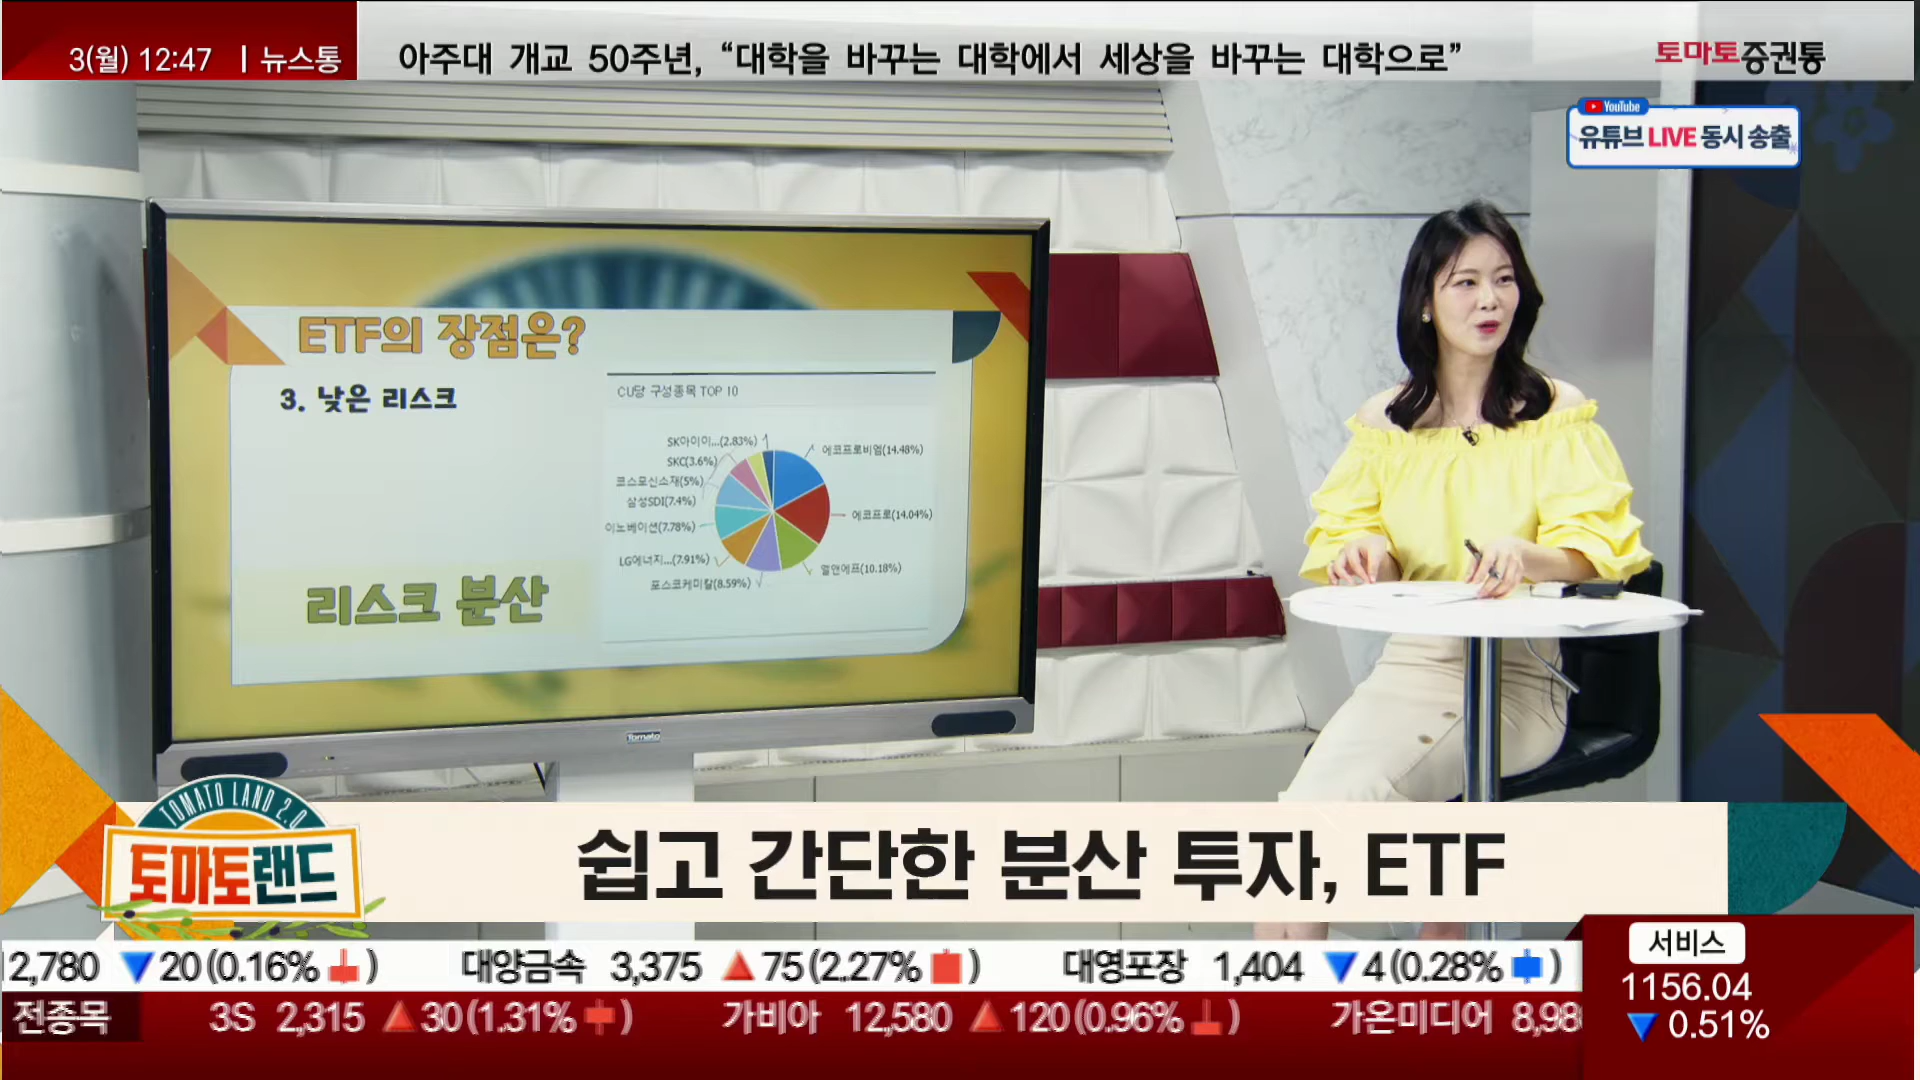 3(월) 12:47 | 뉴스통
아주대 개교 50주년, “대학을 바꾸는 대학에서 세상을 바꾸는 대학으로”
토마토증권통
YouTube
유튜브 LIVE 동시 송출
ETF의 장점은?
3. 낮은 리스크
리스크 분산
CU당 구성종목 TOP 10
SK아이이...(2.83%)
에코프로비엠(14.48%)
SKC(3.6%)
코스모신소재(5%)
삼성SDI(7.4%)
에코프로(14.04%)
이노베이션(7.78%)
LG에너지...(7.91%)
엘앤에프(10.18%)
포스코케미칼(8.59%)
Tomato
TOMATO LAND 2.0
토마토랜드
쉽고 간단한 분산 투자, ETF
2,780 ▼20(0.16% ) 대양금속 3,375 ▲75(2.27% ) 대영포장 1,404 ▼4(0.28% )
전종목 3S 2,315 ▲30(1.31% ) 가비아 12,580 ▲120(0.96% ) 가온미디어 8,98
서비스
1156.04
▼ 0.51%